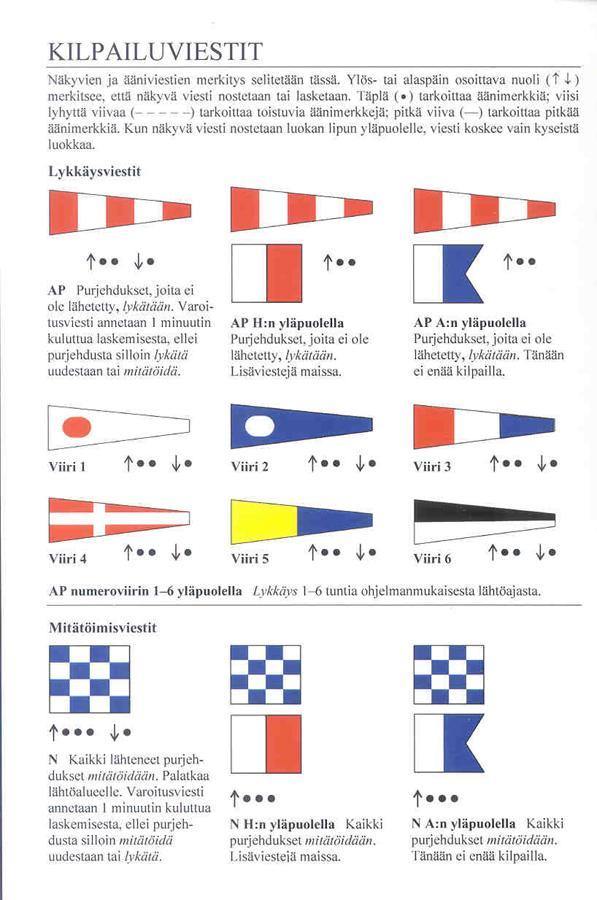 KILPAILUVIESTIT
Näkyvien ja ääniviestien merkitys selitetään tässä. Ylös- tai alaspäin osoittava nuoli (↑ ↓)
merkitsee, että näkyvä viesti nostetaan tai lasketaan. Täplä (•) tarkoittaa äänimerkkiä; viisi
lyhyttä viivaa (– – – – –) tarkoittaa toistuvia äänimerkkejä; pitkä viiva (—) tarkoittaa pitkää
äänimerkkiä. Kun näkyvä viesti nostetaan luokan lipun yläpuolelle, viesti koskee vain kyseistä
luokkaa.
Lykkäysviestit
↑•• ↓•
AP Purjehdukset, joita ei
ole lähetetty, lykätään. Varoi-
tusviesti annetaan 1 minuutin
kuluttua laskemisesta, ellei
purjehdusta silloin lykätä
uudestaan tai mitätöidä.
↑••
AP H:n yläpuolella
Purjehdukset, joita ei ole
lähetetty, lykätään.
Lisäviestejä maissa.
↑••
AP A:n yläpuolella
Purjehdukset, joita ei ole
lähetetty, lykätään. Tänään
ei enää kilpailla.
Viiri 1 ↑•• ↓•
Viiri 2 ↑•• ↓•
Viiri 3 ↑•• ↓•
Viiri 4 ↑•• ↓•
Viiri 5 ↑•• ↓•
Viiri 6 ↑•• ↓•
AP numeroviirin 1–6 yläpuolella Lykkäys 1–6 tuntia ohjelmanmukaisesta lähtöajasta.
Mitätöimisviestit
↑••• ↓•
N Kaikki lähteneet purjeh-
dukset mitätöidään. Palatkaa
lähtöalueelle. Varoitusviesti
annetaan 1 minuutin kuluttua
laskemisesta, ellei purjeh-
dusta silloin mitätöidä
uudestaan tai lykätä.
↑•••
N H:n yläpuolella Kaikki
purjehdukset mitätöidään.
Lisäviestejä maissa.
↑•••
N A:n yläpuolella Kaikki
purjehdukset mitätöidään.
Tänään ei enää kilpailla.